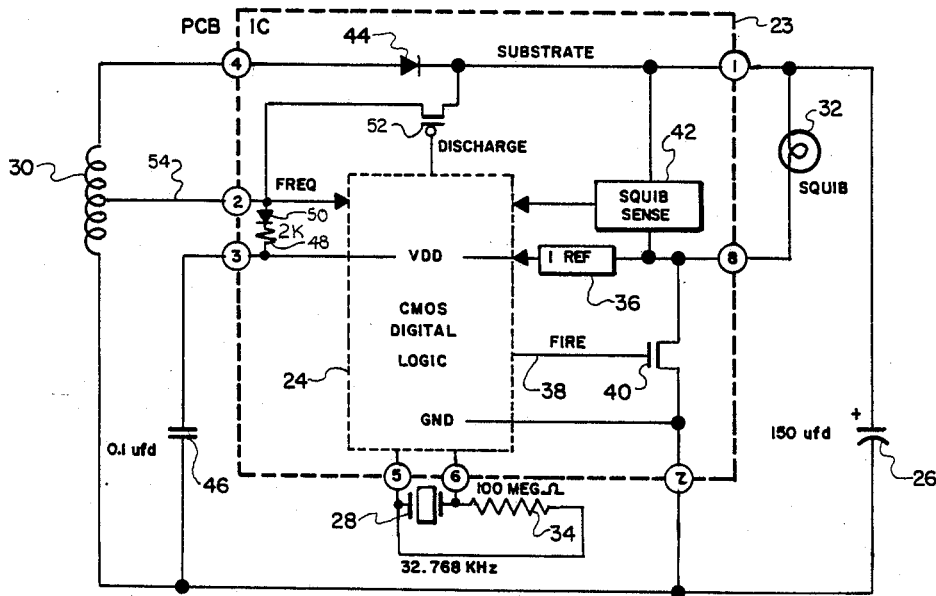 PCB IC
44
23
4
SUBSTRATE
1
52
DISCHARGE
42
32
30
54
SQUIB
2
FREQ
50
SQUIB
SENSE
2K
48
3
VDD
I REF
8
36
CMOS
DIGITAL
LOGIC
FIRE
24
38
40
GND
150 ufd
+
0.1 ufd
46
26
5
6
7
100 MEG Ω
28
34
32.768 KHz